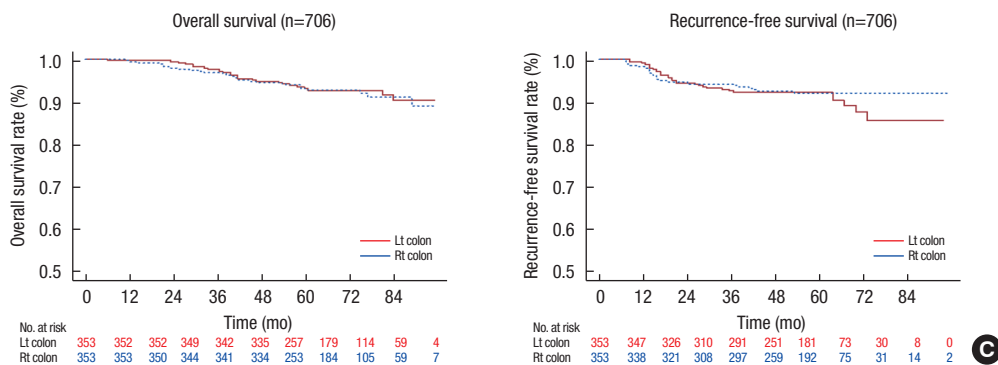 Overall survival (n=706)
Overall survival rate (%)
1.0
0.9
0.8
0.7
0.6
0.5
Lt colon
Rt colon
0 12 24 36 48 60 72 84
Time (mo)
No. at risk
Lt colon 353 352 352 349 342 335 257 179 114 59 4
Rt colon 353 353 350 344 341 334 253 184 105 59 7
Recurrence-free survival (n=706)
Recurrence-free survival rate (%)
1.0
0.9
0.8
0.7
0.6
0.5
Lt colon
Rt colon
0 12 24 36 48 60 72 84
Time (mo)
No. at risk
Lt colon 353 347 326 310 291 251 181 73 30 8 0
Rt colon 353 338 321 308 297 259 192 75 31 14 2
C